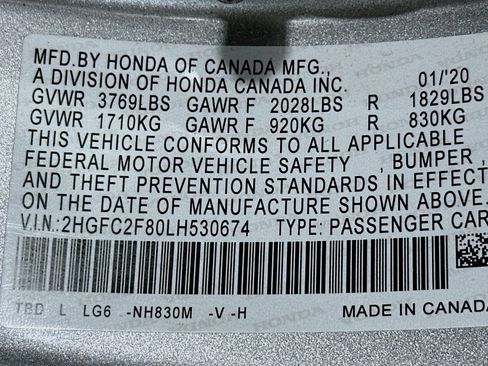 MFD.BY HONDA OF CANADA MFG.,
A DIVISION OF HONDA CANADA INC. 01/'20
GVWR 3769LBS GAWR F 2028LBS R 1829LBS
GVWR 1710KG GAWR F 920KG R 830KG
THIS VEHICLE CONFORMS TO ALL APPLICABLE
FEDERAL MOTOR VEHICLE SAFETY , BUMPER ,
AND THEFT PREVENTION STANDARDS IN EFFECT
ON THE DATE OF MANUFACTURE SHOWN ABOVE.
V.I.N.:2HGFC2F80LH530674 TYPE: PASSENGER CAR
TBD L LG6 -NH830M -V -H MADE IN CANADA